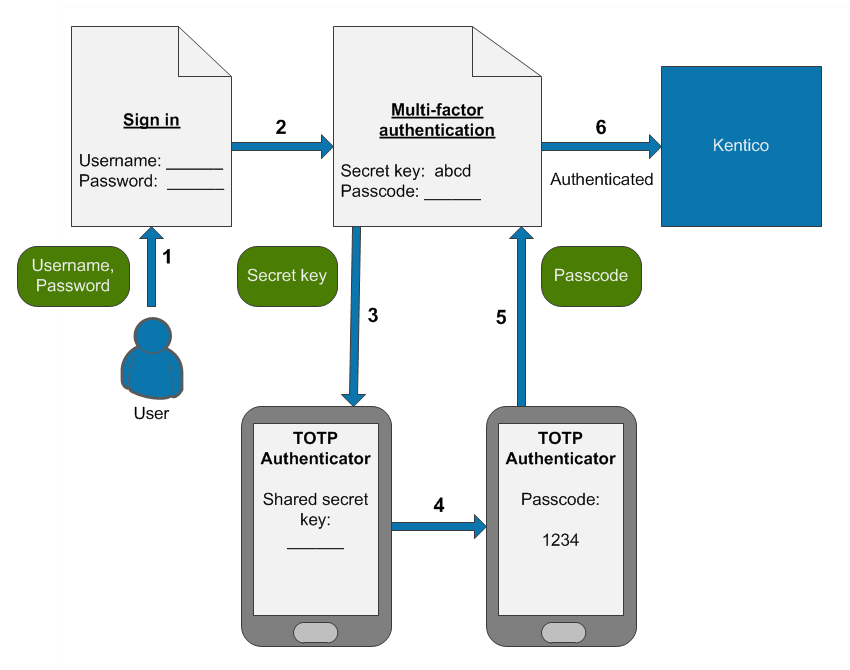 Sign in
Username: ______
Password: ______
2
Multi-factor
authentication
Secret key: abcd
Passcode: ______
6
Authenticated
Kentico
Username,
Password
1
User
Secret key
3
5
Passcode
TOTP
Authenticator
Shared secret
key:
______
4
TOTP
Authenticator
Passcode:
1234